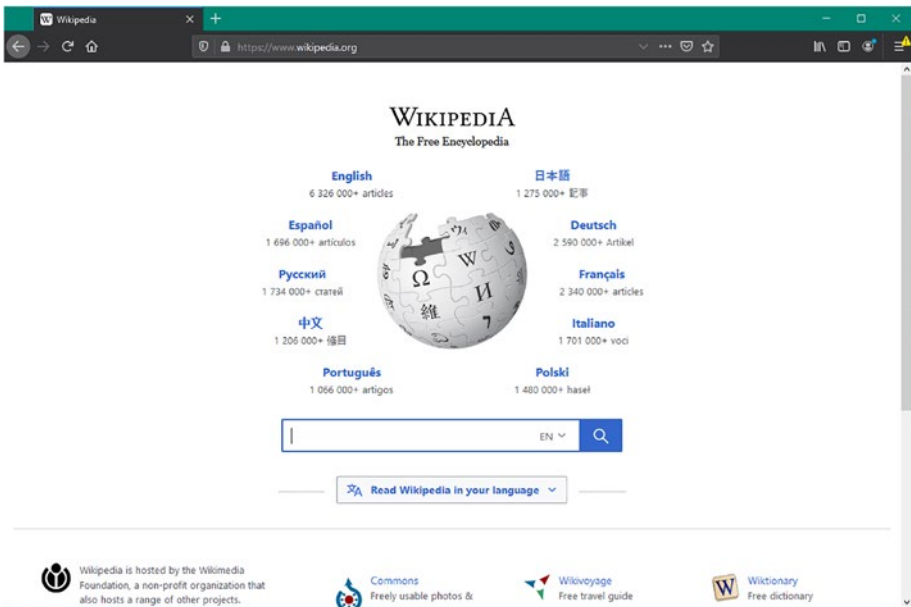 Wikipedia
https://www.wikipedia.org
WIKIPEDIA
The Free Encyclopedia
English
6 326 000+ articles
日本語
1 275 000+ 記事
Español
1 696 000+ artículos
Deutsch
2 590 000+ Artikel
Русский
1 734 000+ статей
Français
2 340 000+ articles
中文
1 206 000+ 條目
Italiano
1 701 000+ voci
Português
1 066 000+ artigos
Polski
1 480 000+ haseł
Ω
W
И
維
7
EN
Read Wikipedia in your language
Wikipedia is hosted by the Wikimedia
Foundation, a non-profit organization that
also hosts a range of other projects.
Commons
Freely usable photos &
Wikivoyage
Free travel guide
W
Wiktionary
Free dictionary